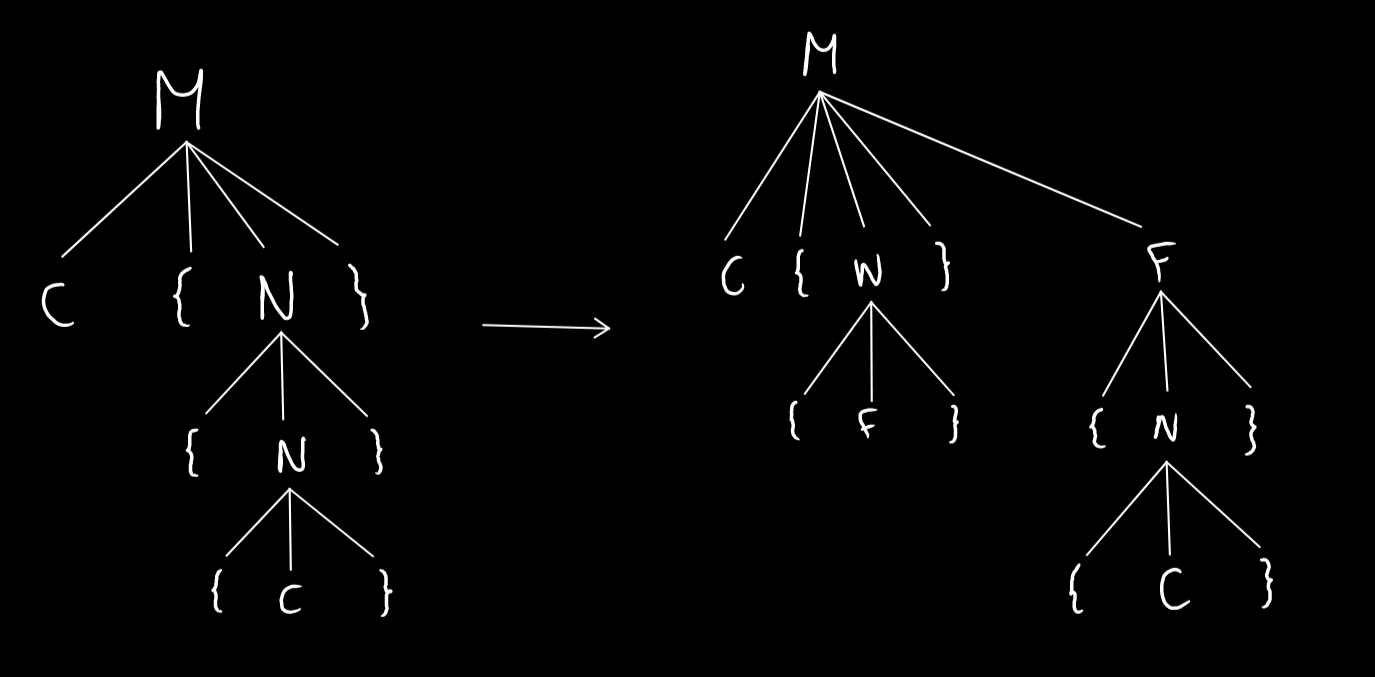 M
M
C { N }
C { W }
F
{ N }
{ F }
{ N }
{ C }
{ C }